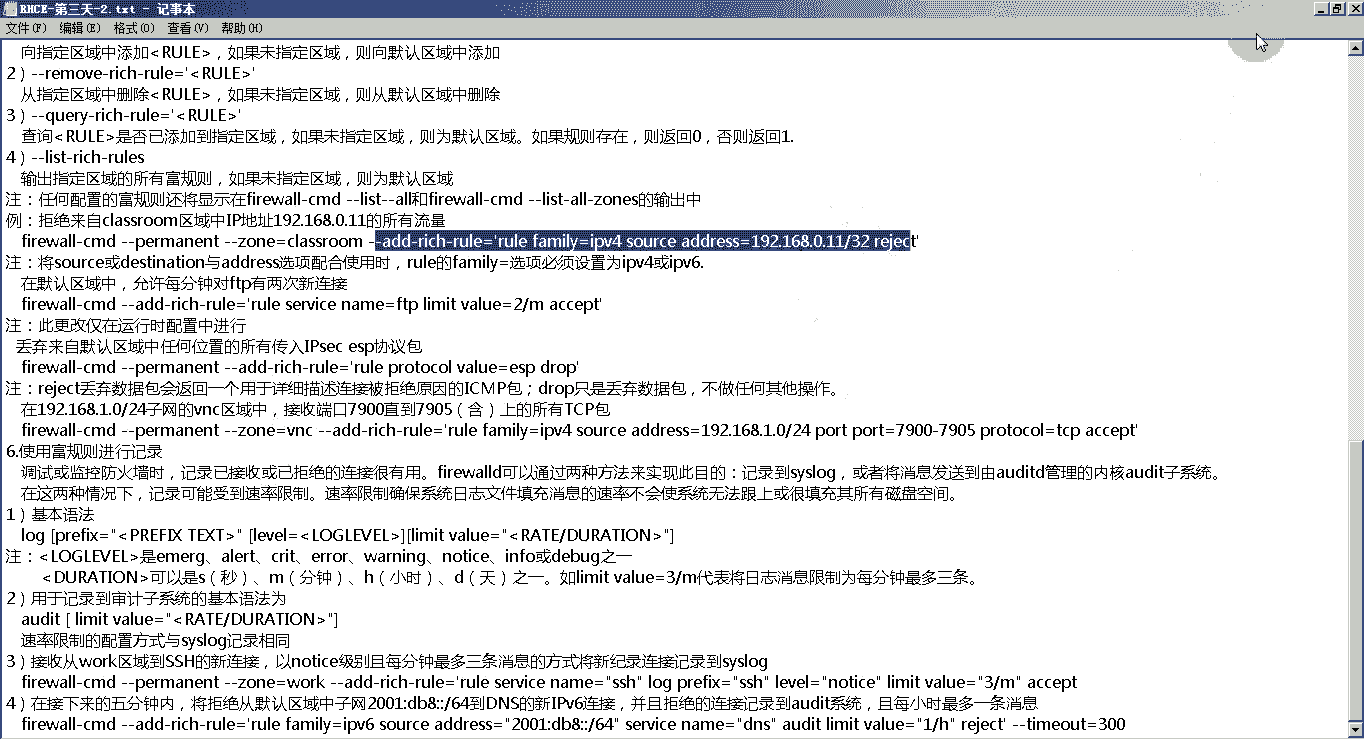 RHCE-第三天-2.txt - 记事本
文件(F) 编辑(E) 格式(O) 查看(V) 帮助(H)
向指定区域中添加<RULE>，如果未指定区域，则向默认区域中添加
2）--remove-rich-rule='<RULE>'
从指定区域中删除<RULE>，如果未指定区域，则从默认区域中删除
3）--query-rich-rule='<RULE>'
查询<RULE>是否已添加到指定区域，如果未指定区域，则为默认区域。如果规则存在，则返回0，否则返回1.
4）--list-rich-rules
输出指定区域的所有富规则，如果未指定区域，则为默认区域
注：任何配置的富规则还将显示在firewall-cmd --list--all和firewall-cmd --list-all-zones的输出中
例：拒绝来自classroom区域中IP地址192.168.0.11的所有流量
firewall-cmd --permanent --zone=classroom --add-rich-rule='rule family=ipv4 source address=192.168.0.11/32 reject'
注：将source或destination与address选项配合使用时，rule的family=选项必须设置为ipv4或ipv6.
在默认区域中，允许每分钟对ftp有两次新连接
firewall-cmd --add-rich-rule='rule service name=ftp limit value=2/m accept'
注：此更改仅在运行时配置中进行
丢弃来自默认区域中任何位置的所有传入IPsec esp协议包
firewall-cmd --permanent --add-rich-rule='rule protocol value=esp drop'
注：reject丢弃数据包会返回一个用于详细描述连接被拒绝原因的ICMP包；drop只是丢弃数据包，不做任何其他操作。
在192.168.1.0/24子网的vnc区域中，接收端口7900直到7905（含）上的所有TCP包
firewall-cmd --permanent --zone=vnc --add-rich-rule='rule family=ipv4 source address=192.168.1.0/24 port port=7900-7905 protocol=tcp accept'
6.使用富规则进行记录
调试或监控防火墙时，记录已接收或已拒绝的连接很有用。firewalld可以通过两种方法来实现此目的：记录到syslog，或者将消息发送到由auditd管理的内核audit子系统。
在这两种情况下，记录可能受到速率限制。速率限制确保系统日志文件填充消息的速率不会使系统无法跟上或很填充其所有磁盘空间。
1）基本语法
log [prefix="<PREFIX TEXT>" [level=<LOGLEVEL>][limit value="<RATE/DURATION>"]
注：<LOGLEVEL>是emerg、alert、crit、error、warning、notice、info或debug之一
<DURATION>可以是s（秒）、m（分钟）、h（小时）、d（天）之一。如limit value=3/m代表将日志消息限制为每分钟最多三条。
2）用于记录到审计子系统的基本语法为
audit [ limit value="<RATE/DURATION>"]
速率限制的配置方式与syslog记录相同
3）接收从work区域到SSH的新连接，以notice级别且每分钟最多三条消息的方式将新纪录连接记录到syslog
firewall-cmd --permanent --zone=work --add-rich-rule='rule service name="ssh" log prefix="ssh" level="notice" limit value="3/m" accept
4）在接下来的五分钟内，将拒绝从默认区域中子网2001:db8::/64到DNS的新IPv6连接，并且拒绝的连接记录到audit系统，且每小时最多一条消息
firewall-cmd --add-rich-rule='rule family=ipv6 source address="2001:db8::/64" service name="dns" audit limit value="1/h" reject' --timeout=300